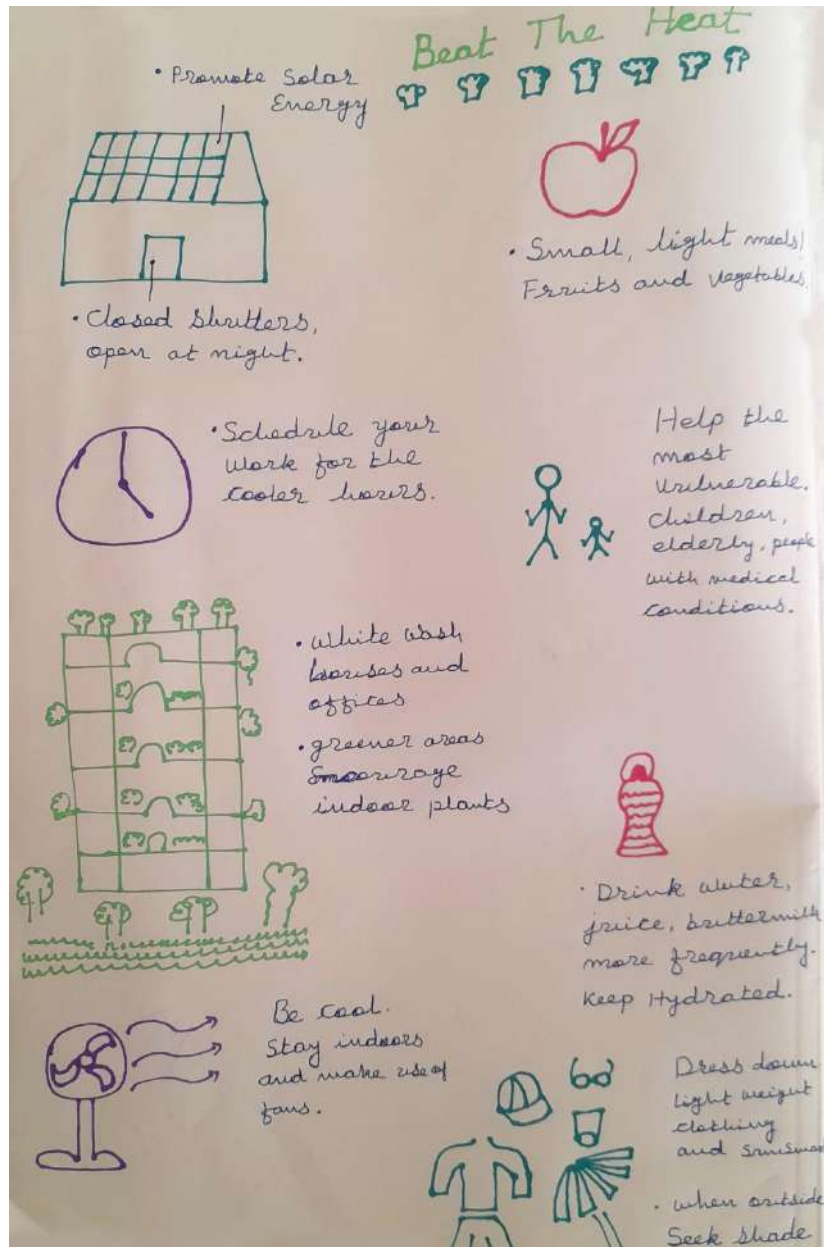 Beat The Heat
• Promote Solar
Energy
• Closed Shutters,
open at night.
• Small, light meals!
Fruits and vegetables.
• Schedule your
work for the
cooler hours.
Help the
most
vulnerable.
children,
elderly, people
with medical
conditions.
• White wash
houses and
offices
• greener areas
indoor plants
• Drink water,
juice, buttermilk
more frequently.
Keep Hydrated.
Be cool.
Stay indoors
and make use of
fans.
Dress down
light weight
clothing
and
• when outside
Seek shade